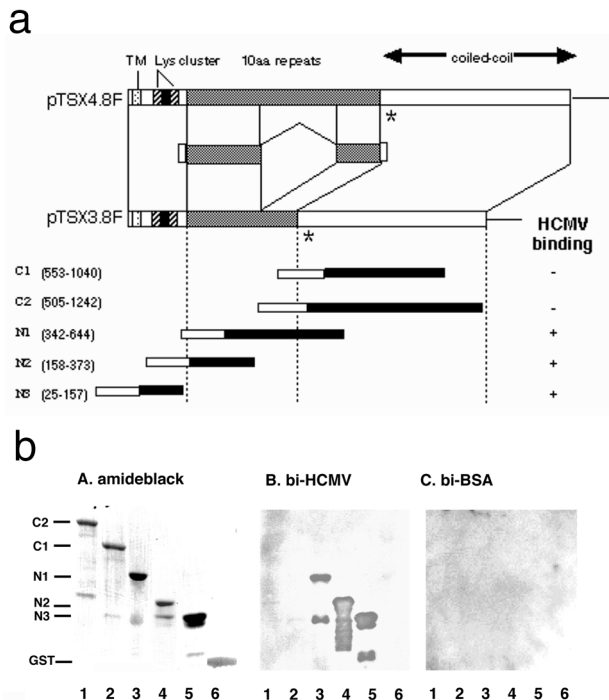 a
TM Lys cluster 10aa repeats coiled-coil
pTSX4.8F
*
pTSX3.8F
*
HCMV
binding
C1 (553-1040) -
C2 (505-1242) -
N1 (342-644) +
N2 (158-373) +
N3 (25-157) +
b
A. amideblack B. bi-HCMV C. bi-BSA
C2
C1
N1
N2
N3
GST
1 2 3 4 5 6 1 2 3 4 5 6 1 2 3 4 5 6